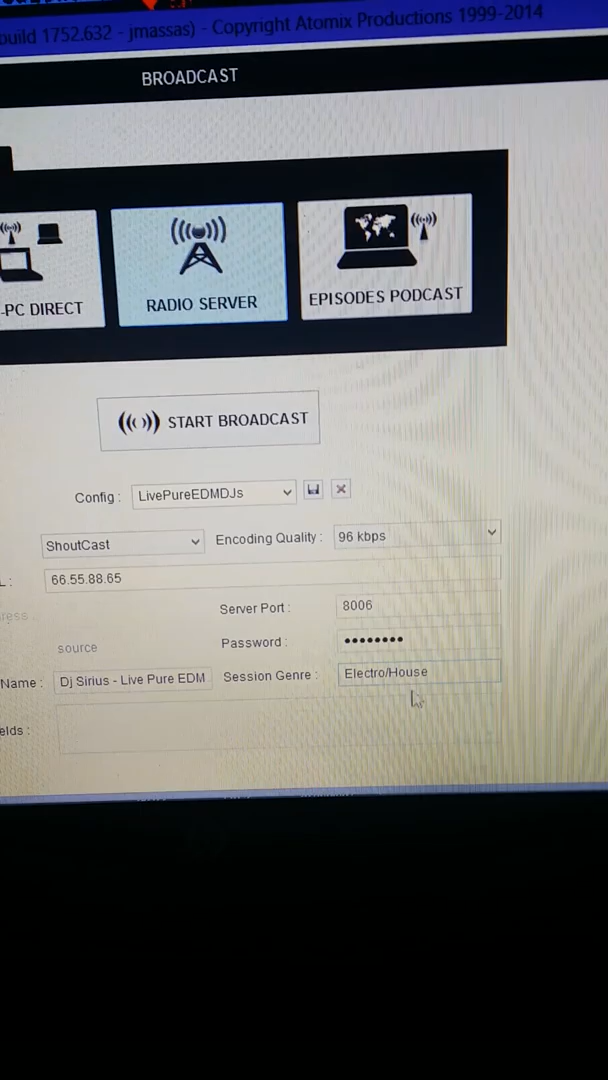 build 1752.632 - jmassas) - Copyright Atomix Productions 1999-2014
BROADCAST
-PC DIRECT
RADIO SERVER
EPISODES PODCAST
START BROADCAST
Config :
LivePureEDMDJs
ShoutCast
Encoding Quality :
96 kbps
L :
66.55.88.65
ress :
Server Port :
8006
source
Password :
••••••••
Name :
Dj Sirius - Live Pure EDM
Session Genre :
Electro/House
elds :